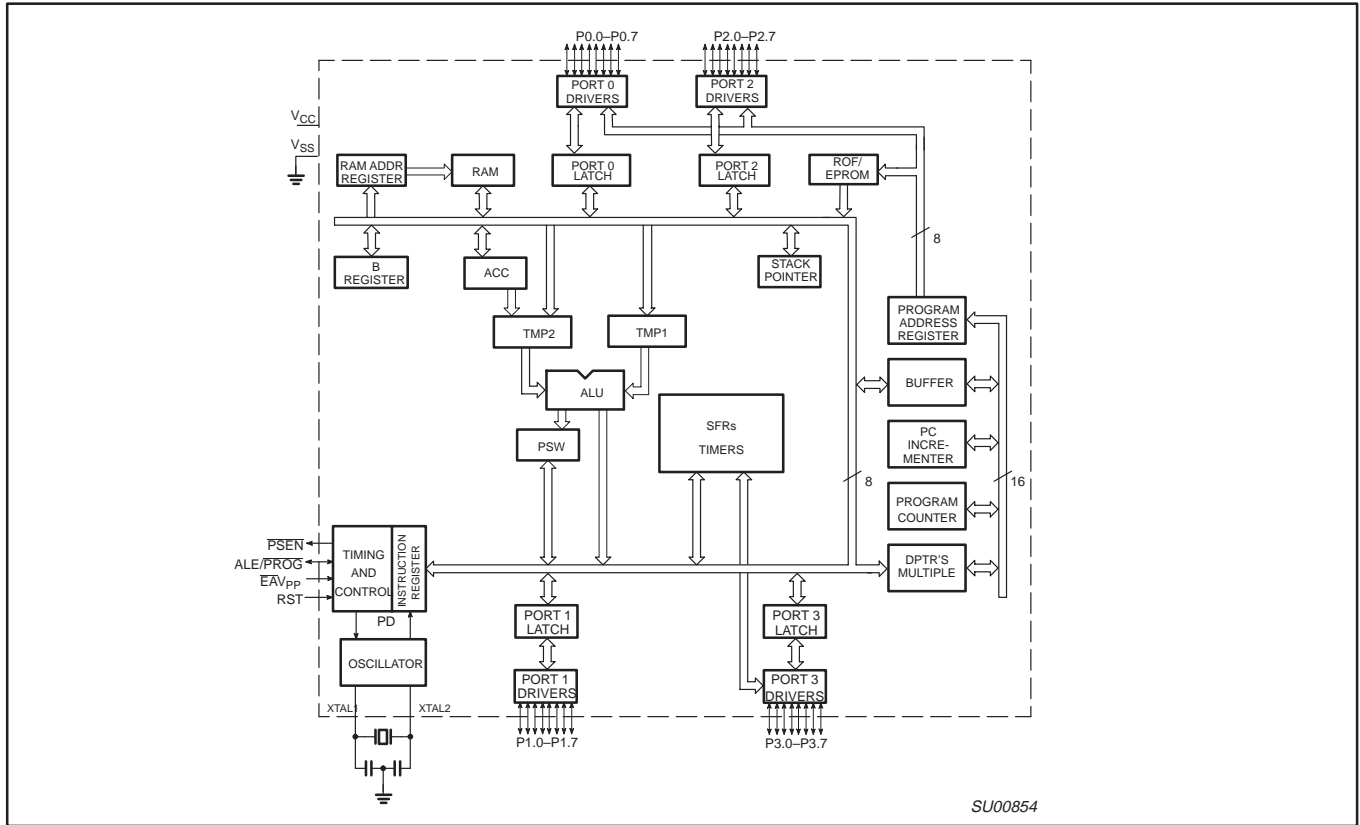 P0.0–P0.7
P2.0–P2.7
PORT 0
DRIVERS
PORT 2
DRIVERS
VCC
VSS
RAM ADDR
REGISTER
RAM
PORT 0
LATCH
PORT 2
LATCH
ROF/
EPROM
8
B
REGISTER
ACC
STACK
POINTER
PROGRAM
ADDRESS
REGISTER
TMP2
TMP1
BUFFER
ALU
SFRs
TIMERS
PSW
PC
INCRE-
MENTER
8
16
PROGRAM
COUNTER
PSEN
ALE/PROG
EAVPP
RST
TIMING
AND
CONTROL
INSTRUCTION
REGISTER
DPTR'S
MULTIPLE
PD
PORT 1
LATCH
PORT 3
LATCH
OSCILLATOR
PORT 1
DRIVERS
PORT 3
DRIVERS
XTAL1
XTAL2
P1.0–P1.7
P3.0–P3.7
SU00854